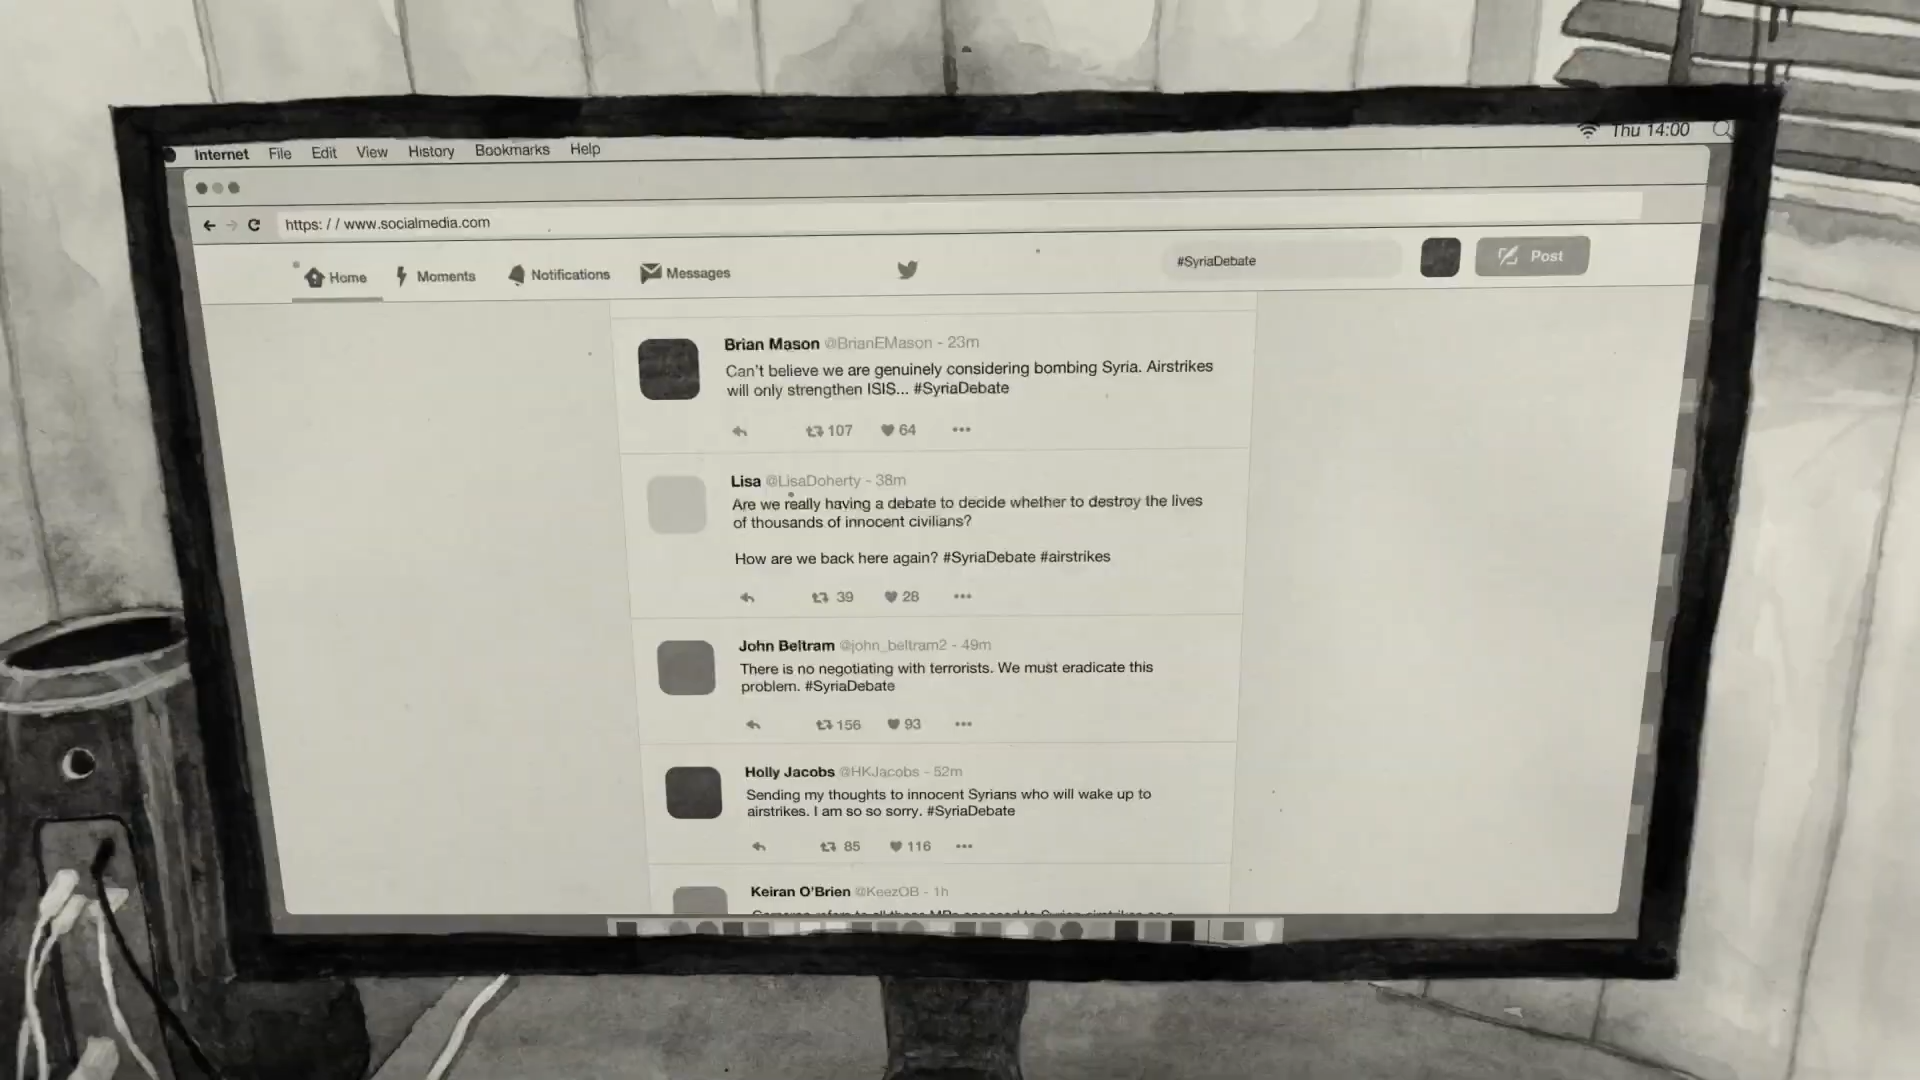 Thu 14:00
Internet File Edit View History Bookmarks Help
https: / / www.socialmedia.com
Home Moments Notifications Messages
#SyriaDebate
Post
Brian Mason @BrianEMason - 23m
Can't believe we are genuinely considering bombing Syria. Airstrikes
will only strengthen ISIS... #SyriaDebate
107 64
Lisa @LisaDoherty - 38m
Are we really having a debate to decide whether to destroy the lives
of thousands of innocent civilians?
How are we back here again? #SyriaDebate #airstrikes
39 28
John Beltram @john_beltram2 - 49m
There is no negotiating with terrorists. We must eradicate this
problem. #SyriaDebate
156 93
Holly Jacobs @HKJacobs - 52m
Sending my thoughts to innocent Syrians who will wake up to
airstrikes. I am so so sorry. #SyriaDebate
85 116
Keiran O'Brien @KeezOB - 1h